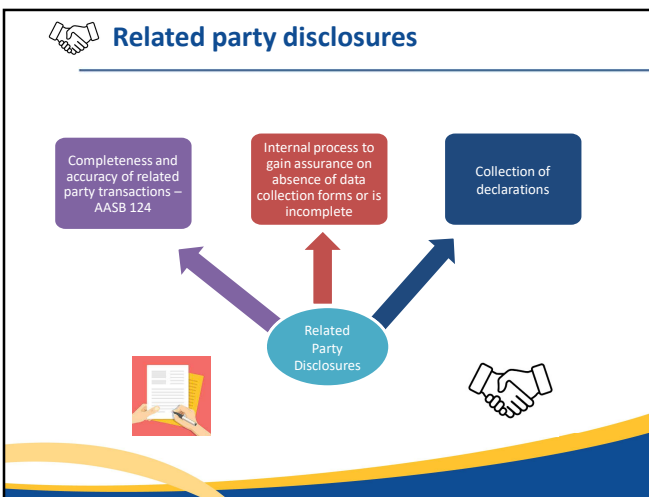 Related party disclosures
Completeness and
accuracy of related
party transactions –
AASB 124
Internal process to
gain assurance on
absence of data
collection forms or is
incomplete
Collection of
declarations
Related
Party
Disclosures